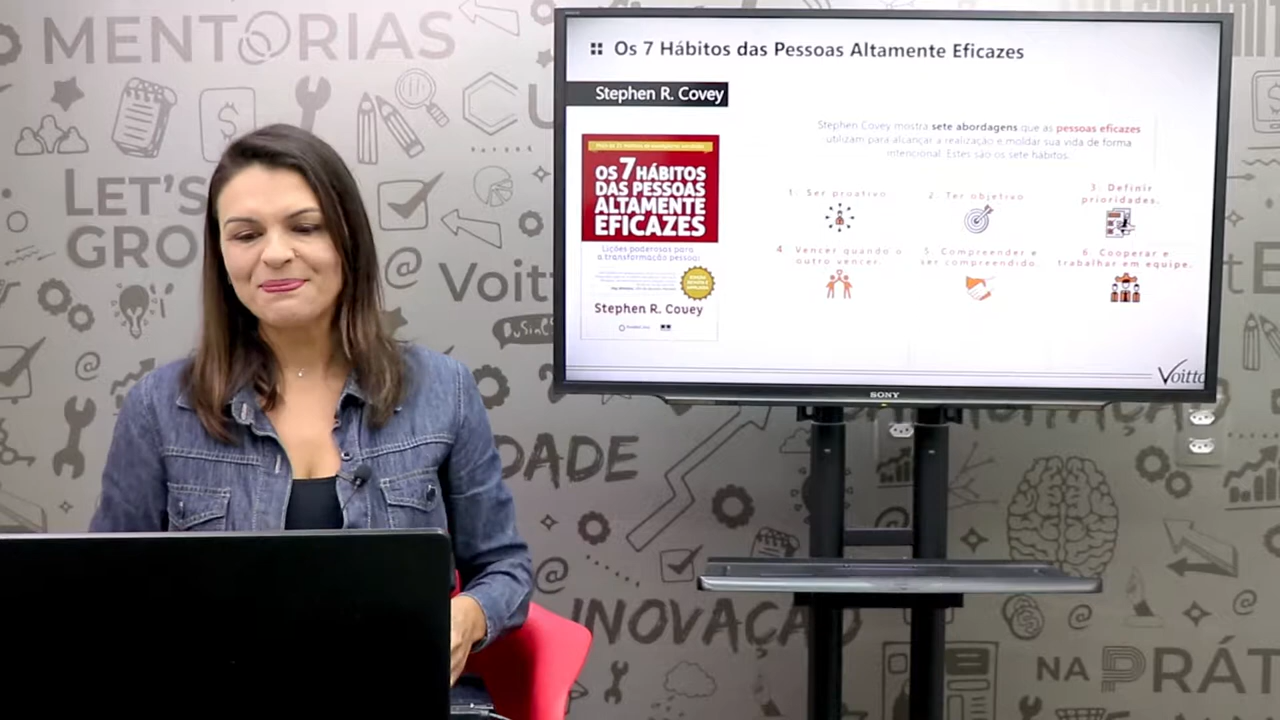 MENTORIAS
LET'S
GRO
Voitt
BUSINES
DADE
INOVAÇÃO
NA PRÁT
Os 7 Hábitos das Pessoas Altamente Eficazes
Stephen R. Covey
OS 7 HÁBITOS
DAS PESSOAS
ALTAMENTE
EFICAZES
Lições poderosas para
a transformação pessoal
Stephen R. Covey
Stephen Covey mostra sete abordagens que as pessoas eficazes
utilizam para alcançar a realização e moldar sua vida de forma
intencional. Estes são os sete hábitos.
1. Ser proativo
2. Ter objetivo
3. Definir
prioridades.
4. Vencer quando o
outro vencer.
5. Compreender e
ser compreendido
6. Cooperar e
trabalhar em equipe.
Voitto
SONY